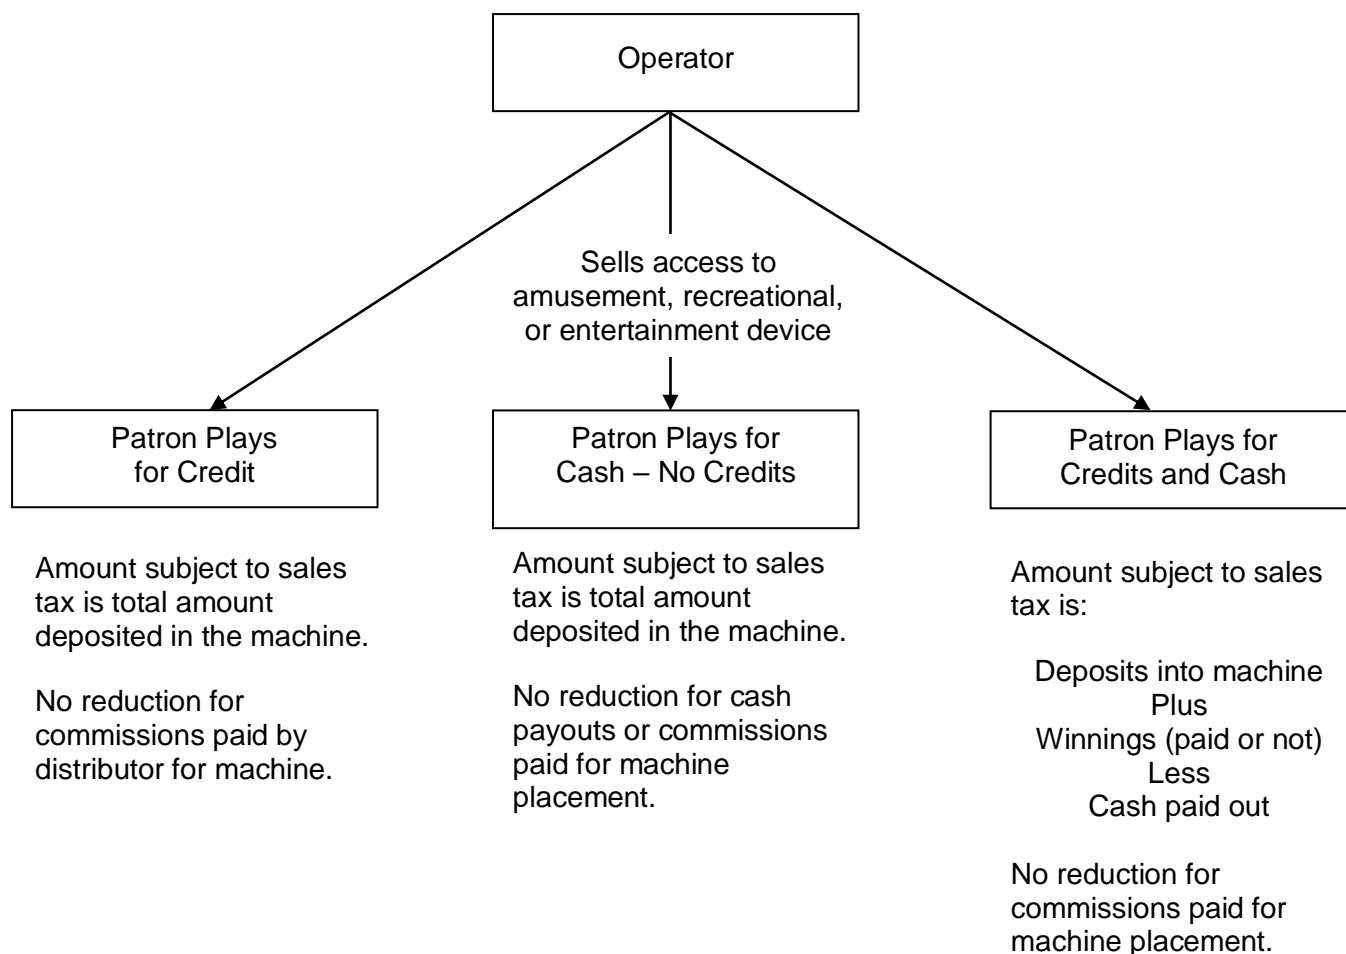 Operator
Sells access to
amusement, recreational,
or entertainment device
Patron Plays
for Credit
Patron Plays for
Cash – No Credits
Patron Plays for
Credits and Cash
Amount subject to sales
tax is total amount
deposited in the machine.
No reduction for
commissions paid by
distributor for machine.
Amount subject to sales
tax is total amount
deposited in the machine.
No reduction for cash
payouts or commissions
paid for machine
placement.
Amount subject to sales
tax is:
Deposits into machine
Plus
Winnings (paid or not)
Less
Cash paid out
No reduction for
commissions paid for
machine placement.